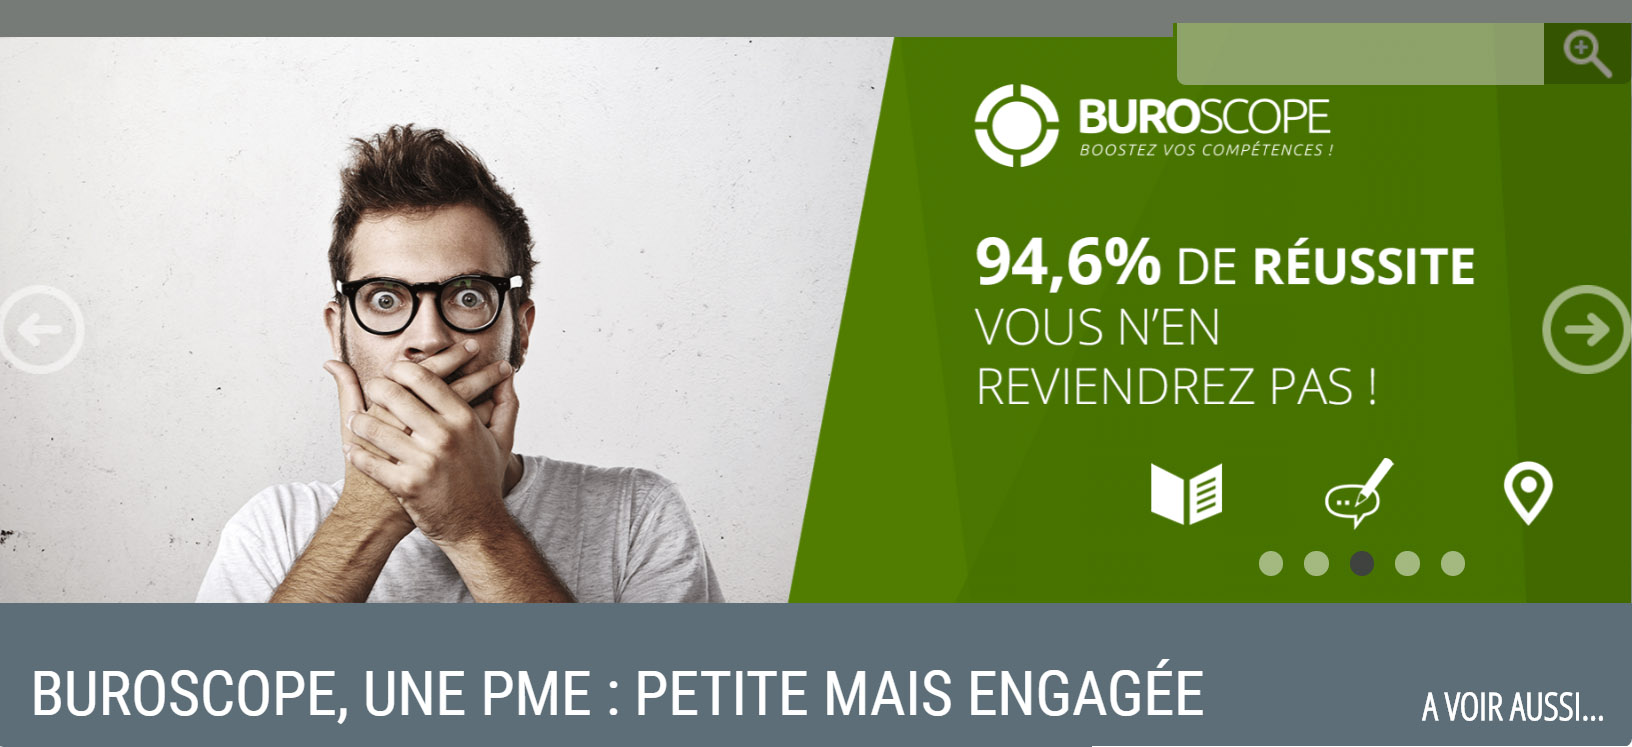 BUROSCOPE
BOOSTEZ VOS COMPÉTENCES !
94,6% DE RÉUSSITE
VOUS N'EN
REVIENDREZ PAS !
BUROSCOPE, UNE PME : PETITE MAIS ENGAGÉE
A VOIR AUSSI...